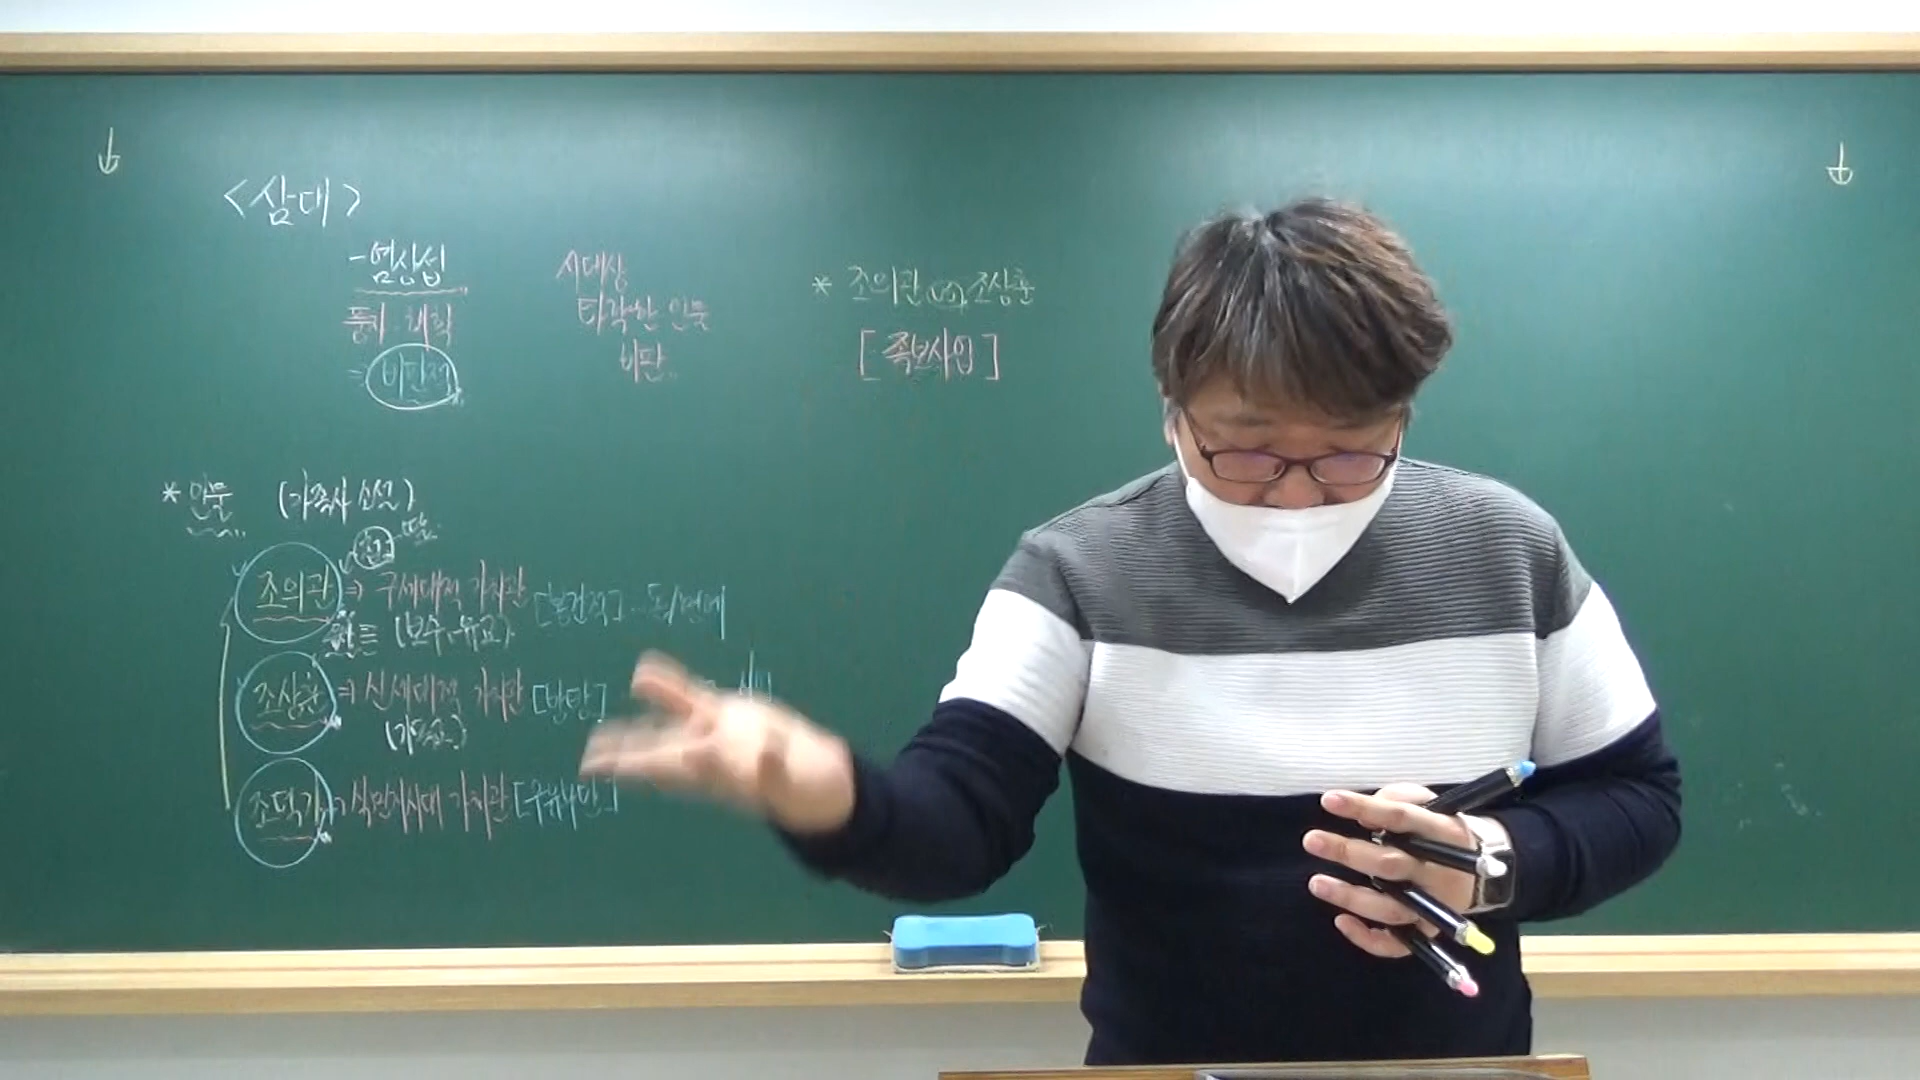 <삼대>
-염상섭
풍자·해학
= 비판적
시대상
타락한 인물
비판
* 조의관 vs 조상훈
[족보사업]
* 인물 (가족사 소설)
딸
조의관 ⇒ 구세대적 가치관 [봉건적]
(보수, 유교)
조상훈 ⇒ 신세대적 가치관 [방탕]
(기독교)
조덕기 식민지시대 가치관 [우유부단]